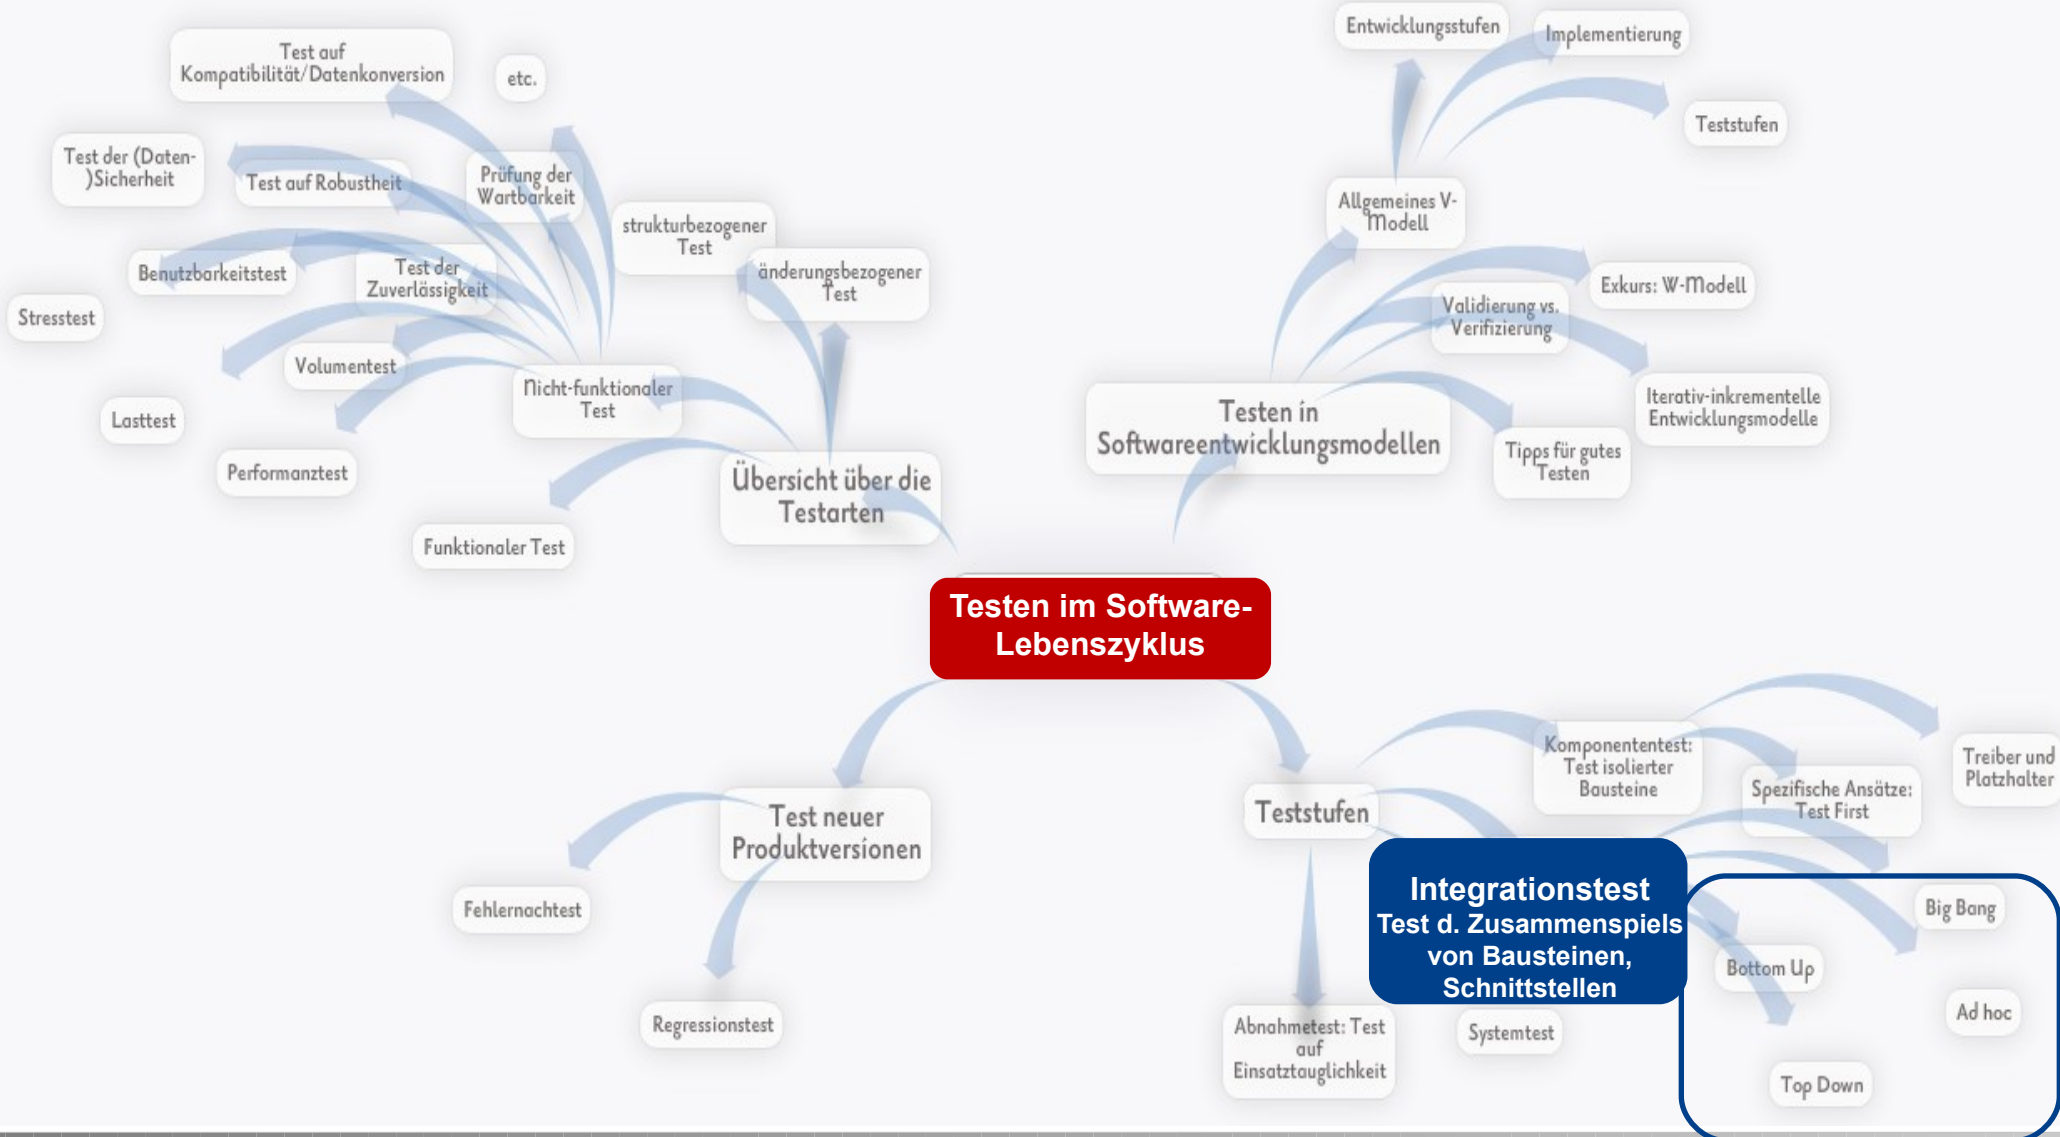 Test auf
Kompatibilität/Datenkonversion
etc.
Test der (Daten-
)Sicherheit
Test auf Robustheit
Prüfung der
Wartbarkeit
strukturbezogener
Test
änderungsbezogener
Test
Benutzbarkeitstest
Test der
Zuverlässigkeit
Stresstest
Volumentest
Nicht-funktionaler
Test
Lasttest
Performanztest
Übersicht über die
Testarten
Funktionaler Test
Entwicklungsstufen
Implementierung
Teststufen
Allgemeines V-
Modell
Exkurs: W-Modell
Validierung vs.
Verifizierung
Iterativ-inkrementelle
Entwicklungsmodelle
Testen in
Softwareentwicklungsmodellen
Tipps für gutes
Testen
Testen im Software-
Lebenszyklus
Test neuer
Produktversionen
Fehlernachtest
Regressionstest
Teststufen
Komponententest:
Test isolierter
Bausteine
Spezifische Ansätze:
Test First
Treiber und
Platzhalter
Integrationstest
Test d. Zusammenspiels
von Bausteinen,
Schnittstellen
Big Bang
Bottom Up
Ad hoc
Top Down
Abnahmetest: Test
auf
Einsatztauglichkeit
Systemtest